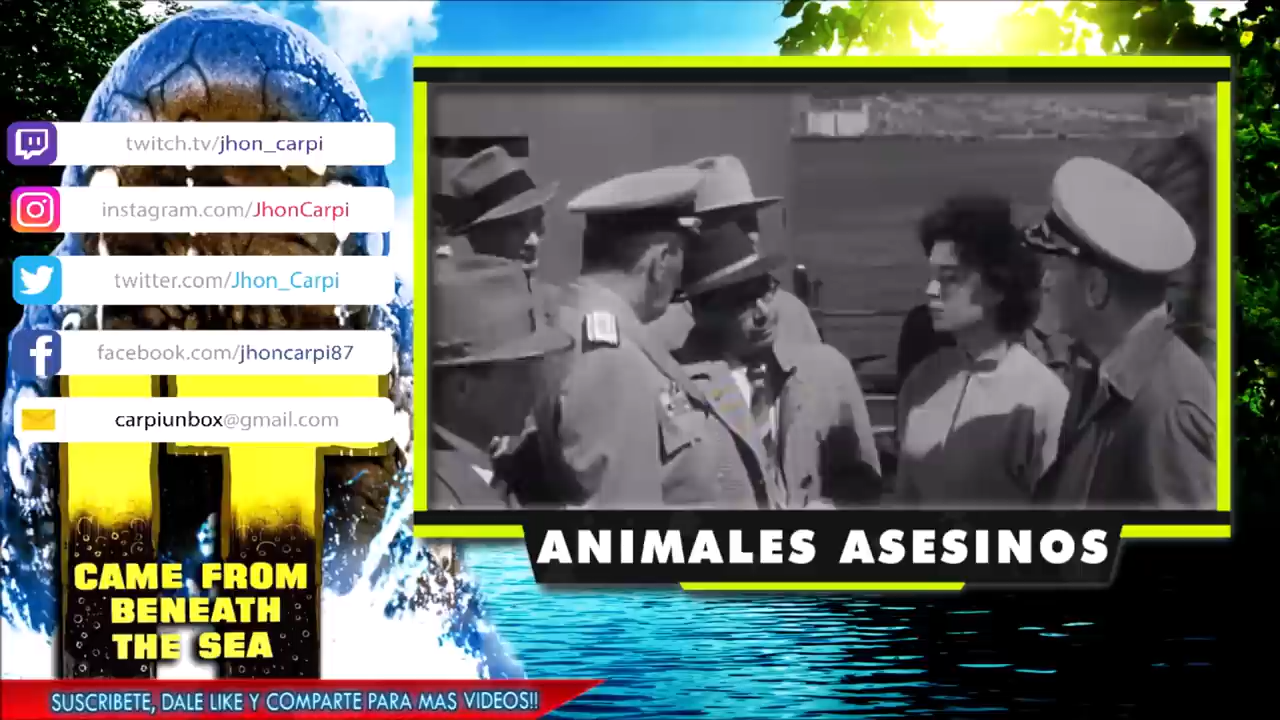 twitch.tv/jhon_carpi
instagram.com/JhonCarpi
twitter.com/Jhon_Carpi
facebook.com/jhoncarpi87
carpiunbox@gmail.com
IT
CAME FROM
BENEATH
THE SEA
ANIMALES ASESINOS
SUSCRIBETE, DALE LIKE Y COMPARTE PARA MAS VIDEOS!!